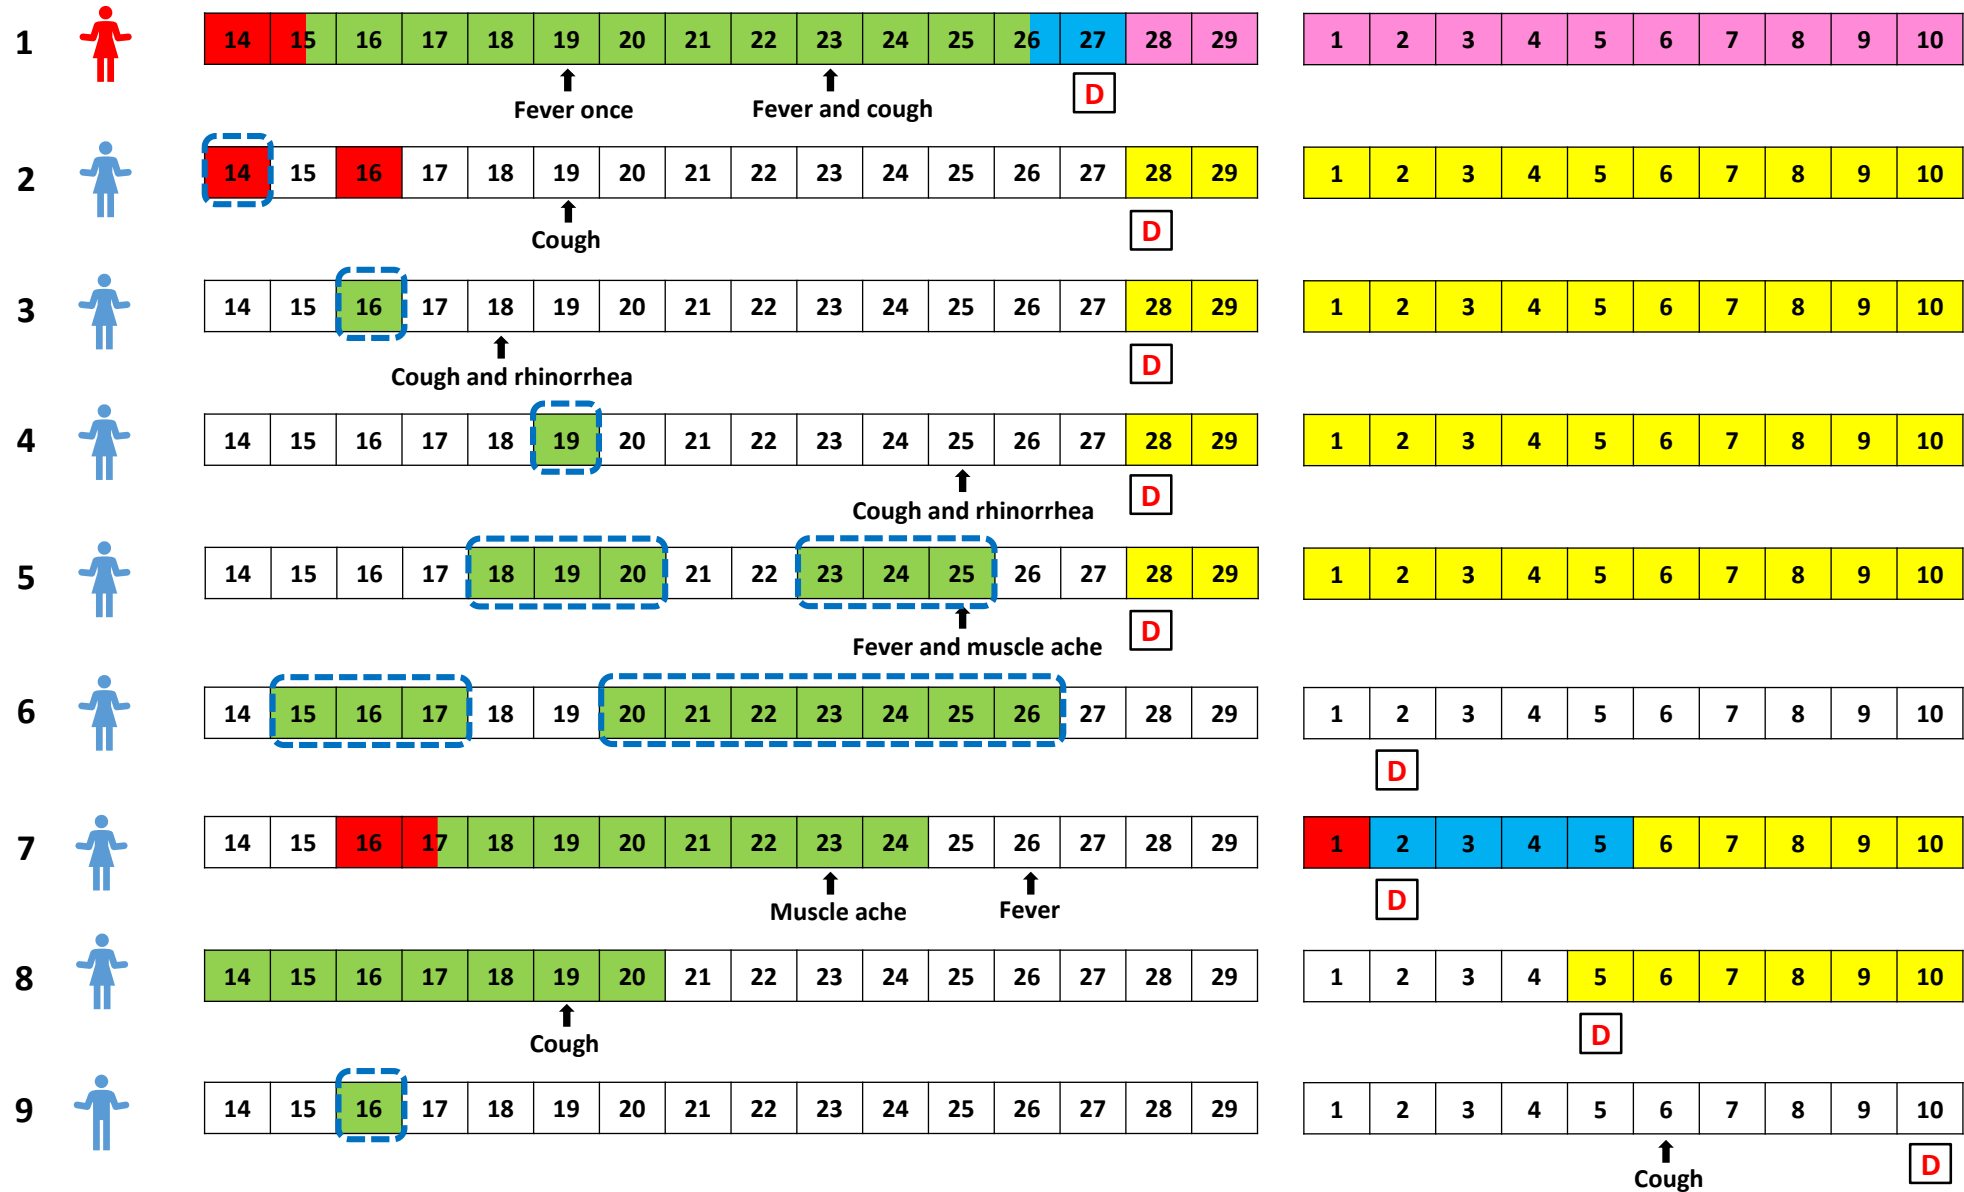 1 14 15 16 17 18 19 20 21 22 23 24 25 26 27 28 29 1 2 3 4 5 6 7 8 9 10
Fever once Fever and cough D
2 14 15 16 17 18 19 20 21 22 23 24 25 26 27 28 29 1 2 3 4 5 6 7 8 9 10
Cough D
3 14 15 16 17 18 19 20 21 22 23 24 25 26 27 28 29 1 2 3 4 5 6 7 8 9 10
Cough and rhinorrhea D
4 14 15 16 17 18 19 20 21 22 23 24 25 26 27 28 29 1 2 3 4 5 6 7 8 9 10
Cough and rhinorrhea D
5 14 15 16 17 18 19 20 21 22 23 24 25 26 27 28 29 1 2 3 4 5 6 7 8 9 10
Fever and muscle ache D
6 14 15 16 17 18 19 20 21 22 23 24 25 26 27 28 29 1 2 3 4 5 6 7 8 9 10
D
7 14 15 16 17 18 19 20 21 22 23 24 25 26 27 28 29 1 2 3 4 5 6 7 8 9 10
Muscle ache Fever D
8 14 15 16 17 18 19 20 21 22 23 24 25 26 27 28 29 1 2 3 4 5 6 7 8 9 10
Cough D
9 14 15 16 17 18 19 20 21 22 23 24 25 26 27 28 29 1 2 3 4 5 6 7 8 9 10
Cough D